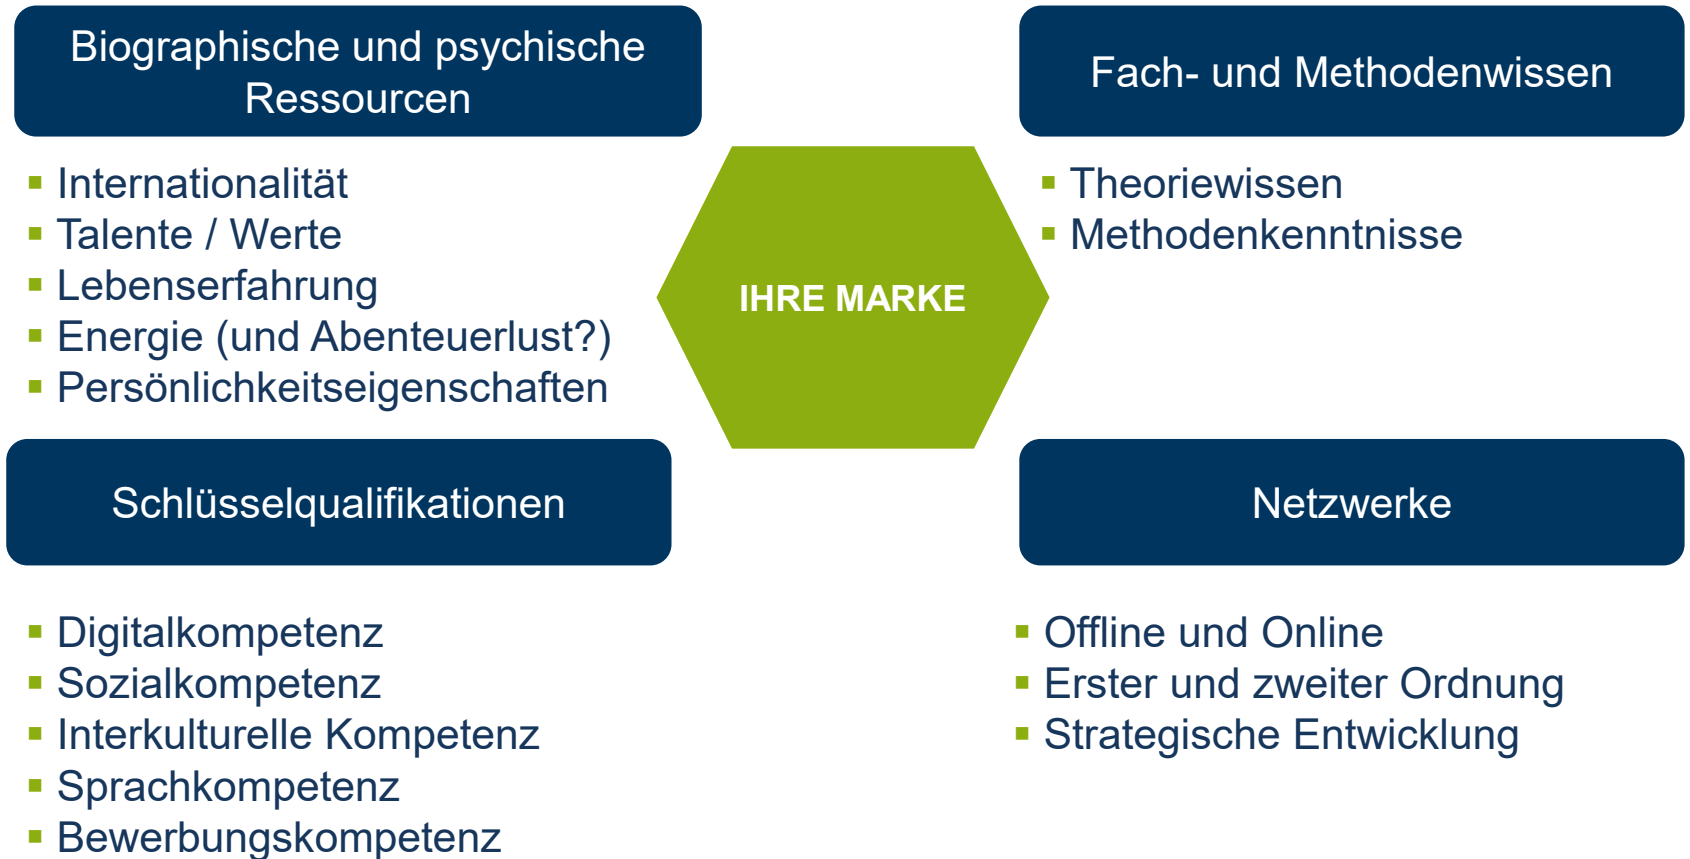 Biographische und psychische
Ressourcen
Internationalität
Talente / Werte
Lebenserfahrung
Energie (und Abenteuerlust?)
Persönlichkeitseigenschaften
Fach- und Methodenwissen
Theoriewissen
Methodenkenntnisse
IHRE MARKE
Schlüsselqualifikationen
Digitalkompetenz
Sozialkompetenz
Interkulturelle Kompetenz
Sprachkompetenz
Bewerbungskompetenz
Netzwerke
Offline und Online
Erster und zweiter Ordnung
Strategische Entwicklung